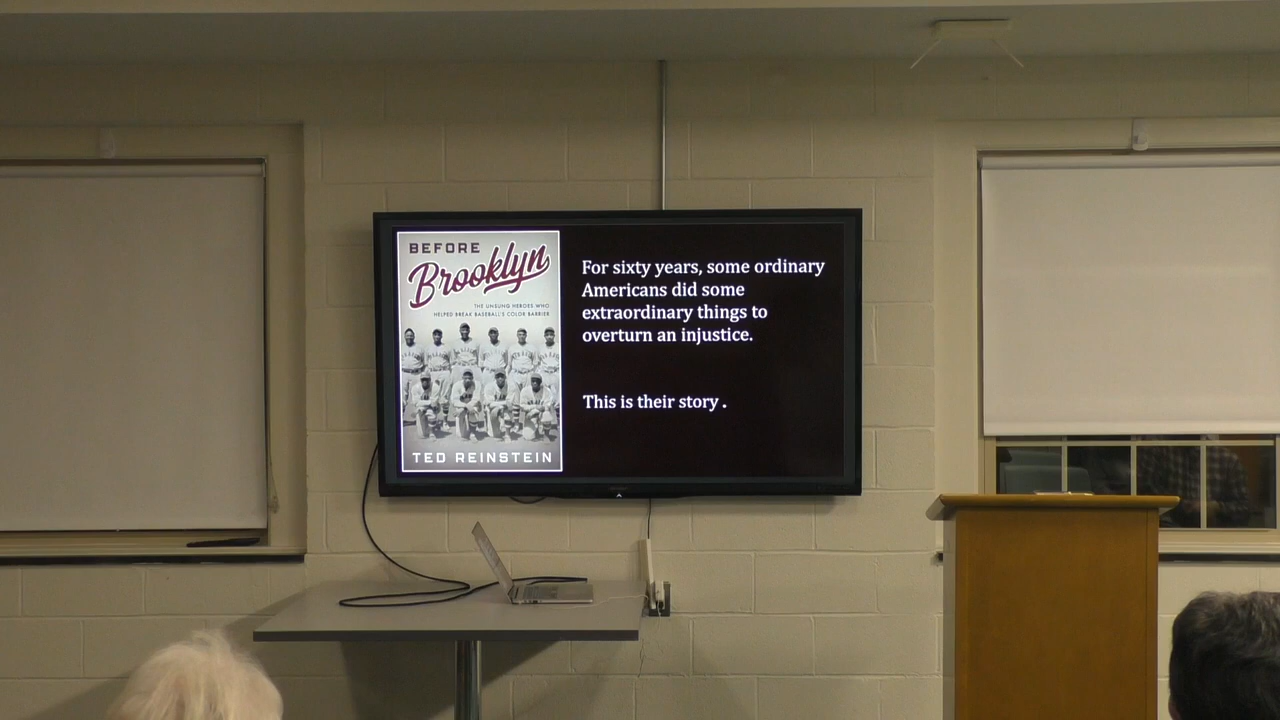 BEFORE
Brooklyn
THE UNSUNG HEROES WHO
HELPED BREAK BASEBALL'S COLOR BARRIER
TED REINSTEIN
For sixty years, some ordinary
Americans did some
extraordinary things to
overturn an injustice.
This is their story .